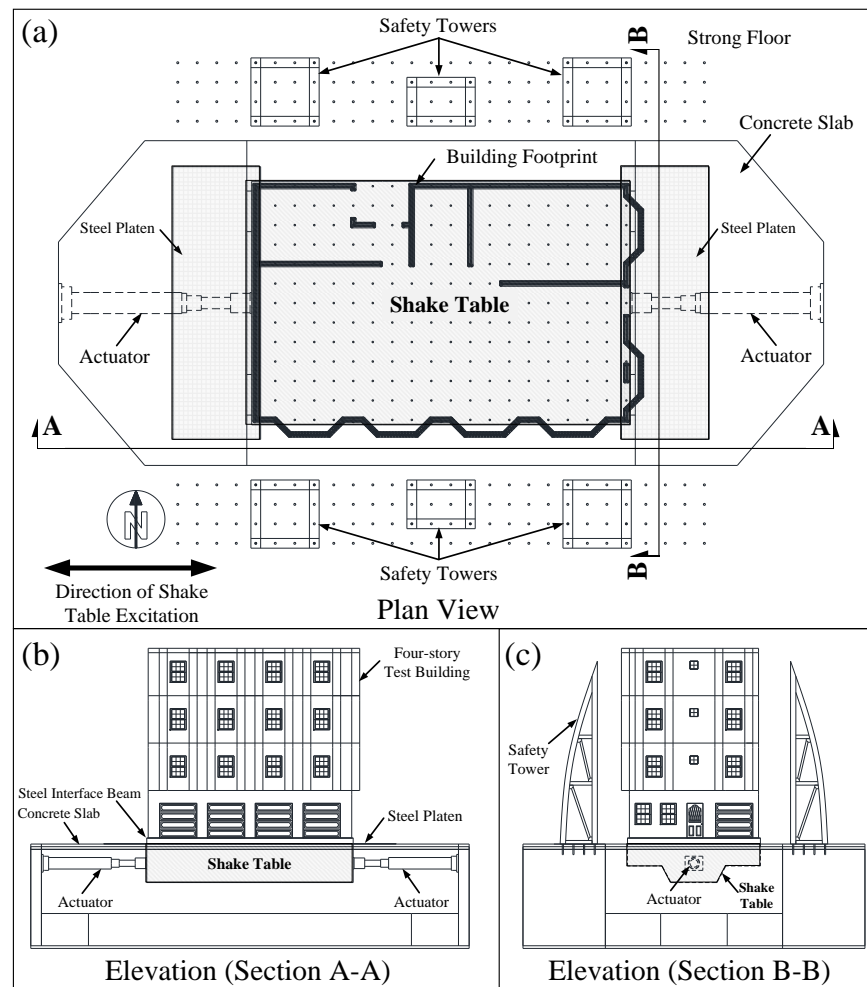 (a)
Safety Towers
B
Strong Floor
Concrete Slab
Building Footprint
Steel Platen
Steel Platen
Shake Table
Actuator
Actuator
A
A
N
B
Safety Towers
Direction of Shake
Table Excitation
Plan View
(b)
Four-story
Test Building
Steel Interface Beam
Concrete Slab
Steel Platen
Shake Table
Actuator
Actuator
Elevation (Section A-A)
(c)
Safety
Tower
Actuator
Shake
Table
Elevation (Section B-B)